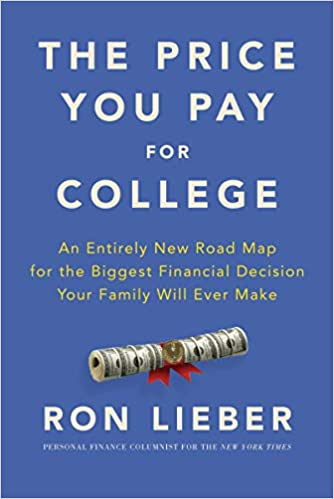 THE PRICE
YOU PAY
FOR
COLLEGE
An Entirely New Road Map
for the Biggest Financial Decision
Your Family Will Ever Make
RON LIEBER
PERSONAL FINANCE COLUMNIST FOR THE NEW YORK TIMES